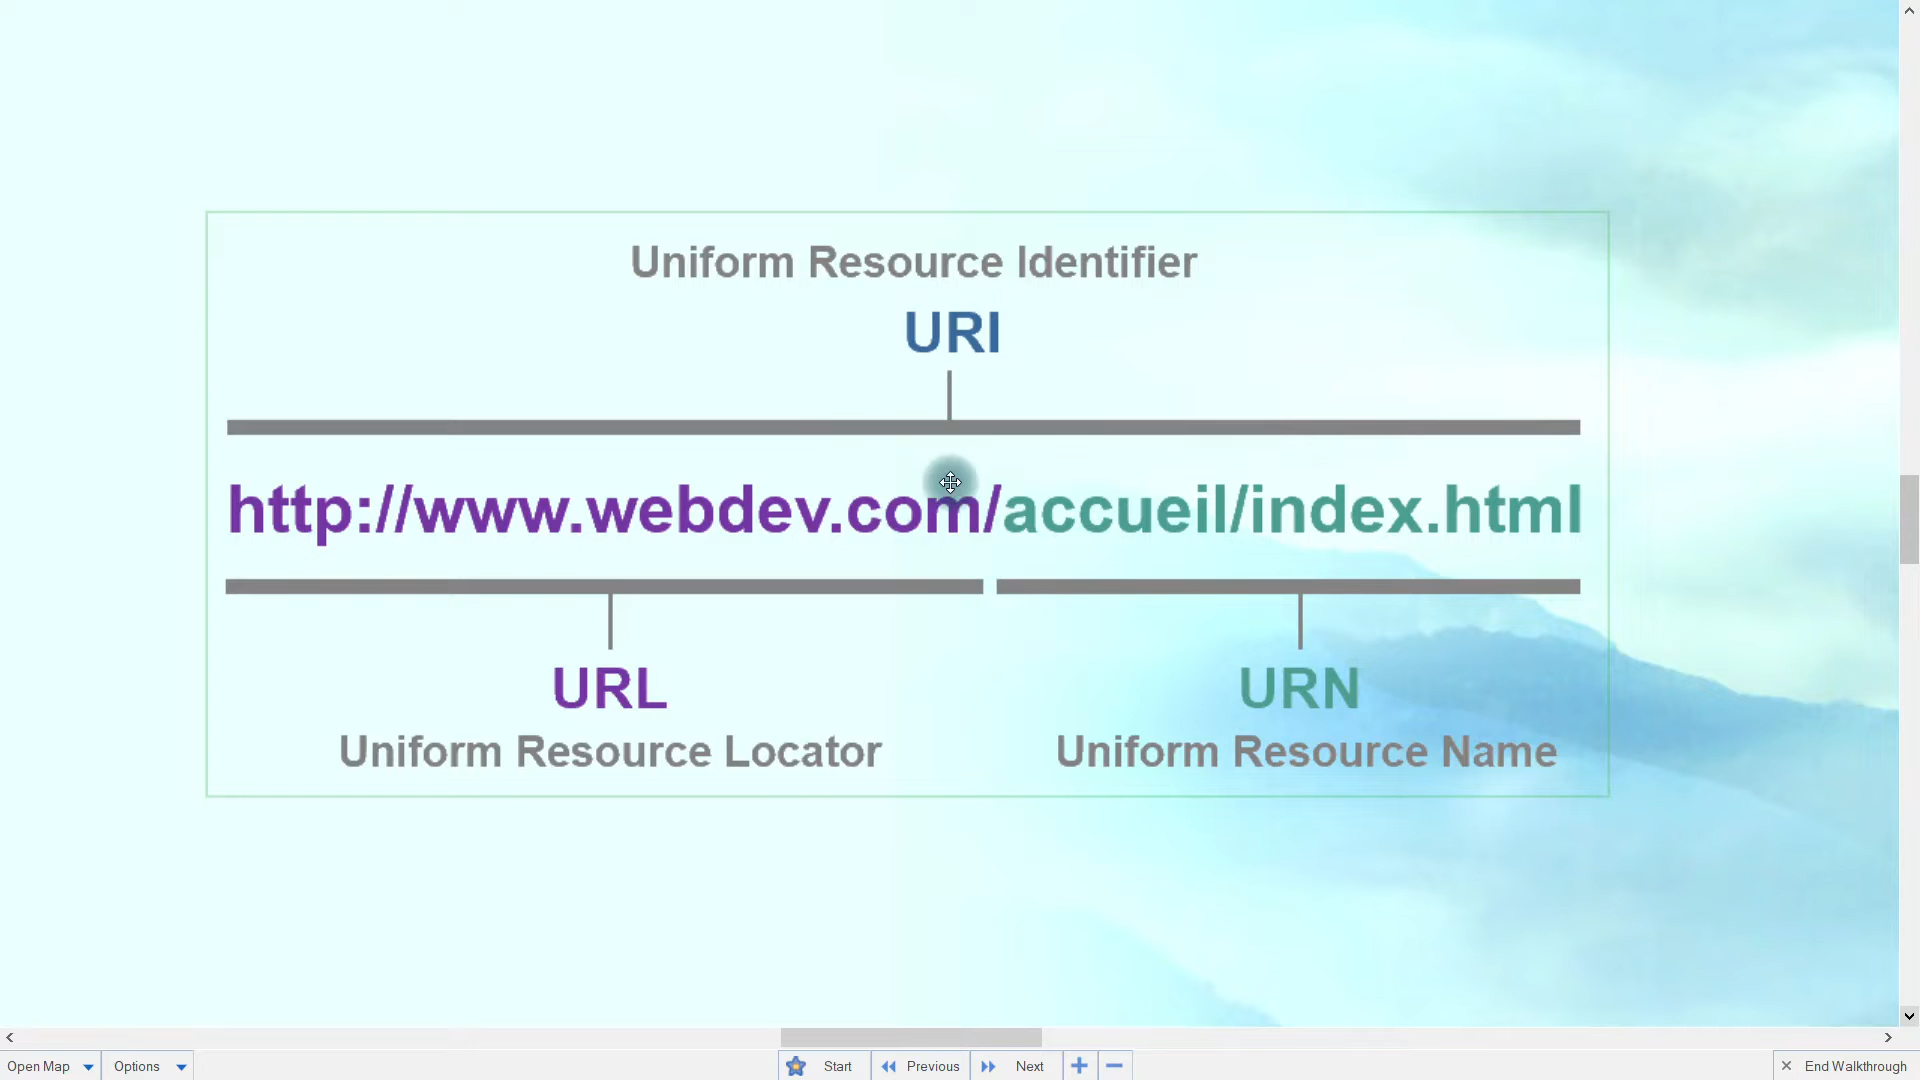 Uniform Resource Identifier
URI
http://www.webdev.com/accueil/index.html
URL
URN
Uniform Resource Locator
Uniform Resource Name
Open Map
Options
Start
Previous
Next
End Walkthrough